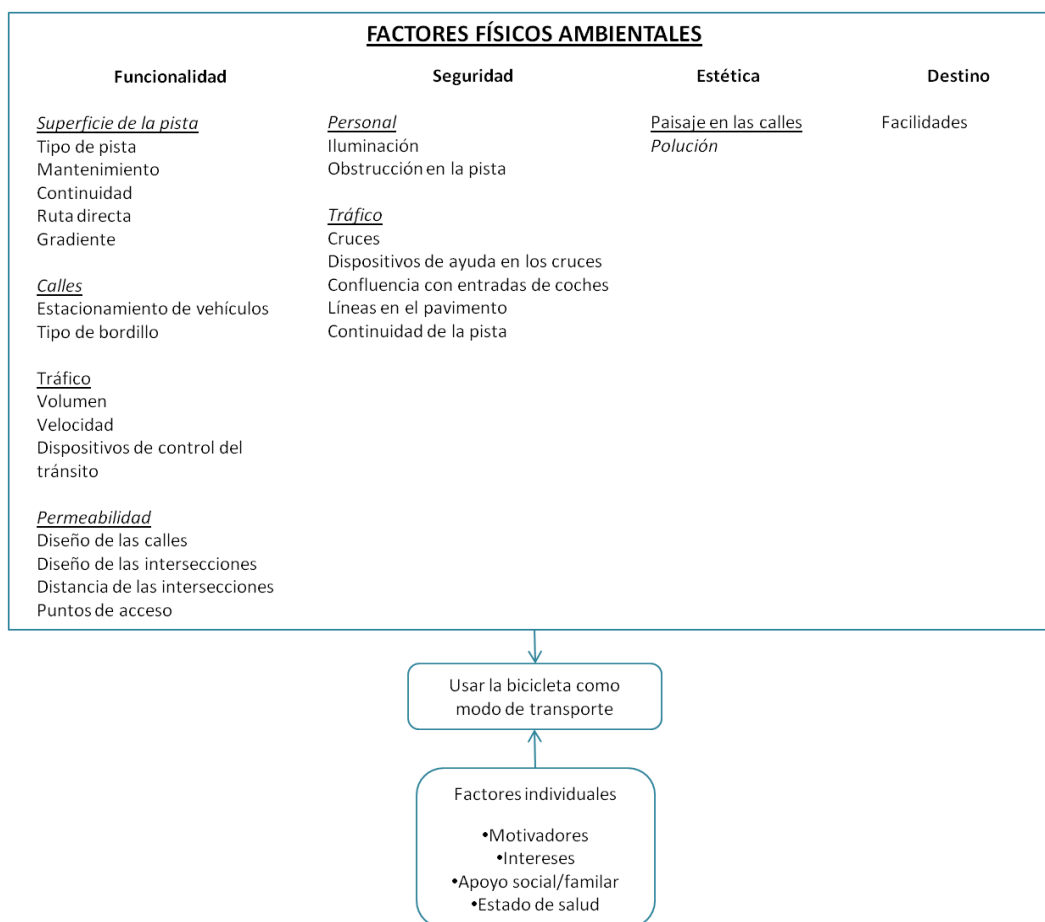 FACTORES FÍSICOS AMBIENTALES
Funcionalidad
Superficie de la pista
Tipo de pista
Mantenimiento
Continuidad
Ruta directa
Gradiente
Calles
Estacionamiento de vehículos
Tipo de bordillo
Tráfico
Volumen
Velocidad
Dispositivos de control del
tránsito
Permeabilidad
Diseño de las calles
Diseño de las intersecciones
Distancia de las intersecciones
Puntos de acceso
Seguridad
Personal
Iluminación
Obstrucción en la pista
Tráfico
Cruces
Dispositivos de ayuda en los cruces
Confluencia con entradas de coches
Líneas en el pavimento
Continuidad de la pista
Estética
Paisaje en las calles
Polución
Destino
Facilidades
Usar la bicicleta como
modo de transporte
Factores individuales
•Motivadores
•Intereses
•Apoyo social/familar
•Estado de salud